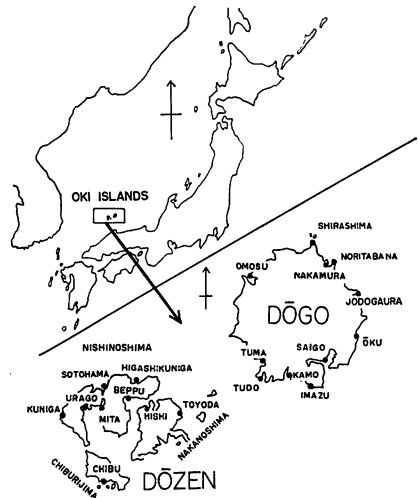 OKI ISLANDS
SHIRASHIMA
NORITABANA
NAKAMURA
OMOSU
JODOGAURA
DŌGO
ŌKU
SAIGO
TUMA
KAMO
TUDO
IMAZU
NISHINOSHIMA
HIGASHIKUNIGA
SOTOHAMA
BEPPU
URAGO
TOYODA
KUNIGA
MITA
HISHI
NAKANOSHIMA
CHIBU
CHIBURIJIMA
DŌZEN